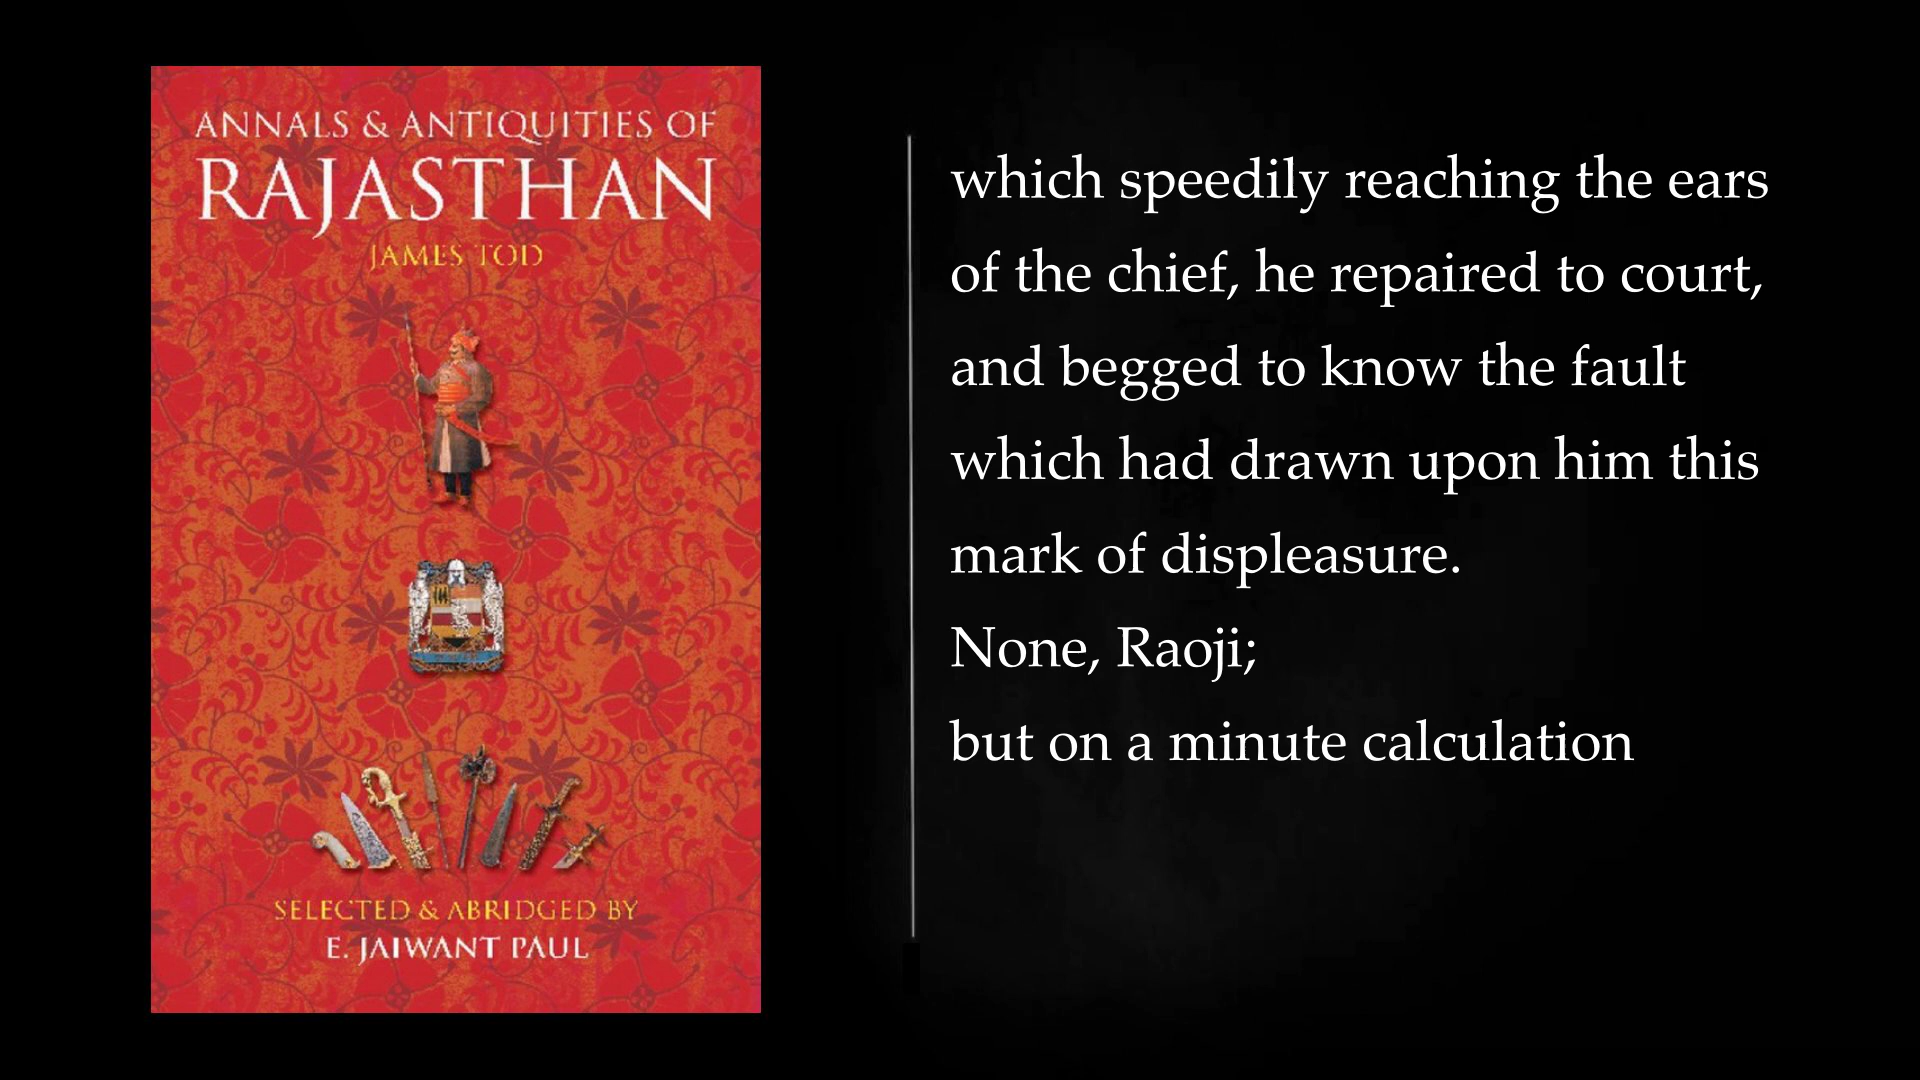 ANNALS & ANTIQUITIES OF
RAJASTHAN
JAMES TOD
SELECTED & ABRIDGED BY
E. JAIWANT PAUL
which speedily reaching the ears
of the chief, he repaired to court,
and begged to know the fault
which had drawn upon him this
mark of displeasure.
None, Raoji;
but on a minute calculation